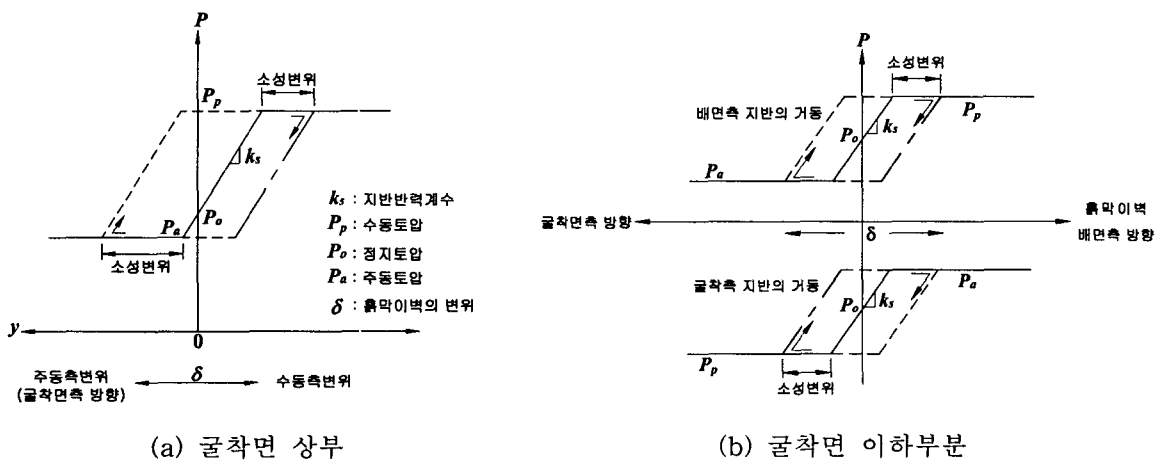 P
소성변위
P_p
k_s
P_o
P_a
소성변위
k_s : 지반반력계수
P_p : 수동토압
P_o : 정지토압
P_a : 주동토압
δ : 흙막이벽의 변위
y
0
주동측변위
(굴착면측 방향)
δ
수동측변위
(a) 굴착면 상부
P
소성변위
배면측 지반의 거동
P_o
k_s
P_p
P_a
굴착면측 방향
δ
흙막이벽
배면측 방향
굴착측 지반의 거동
P_o
k_s
P_a
P_p
소성변위
(b) 굴착면 이하부분